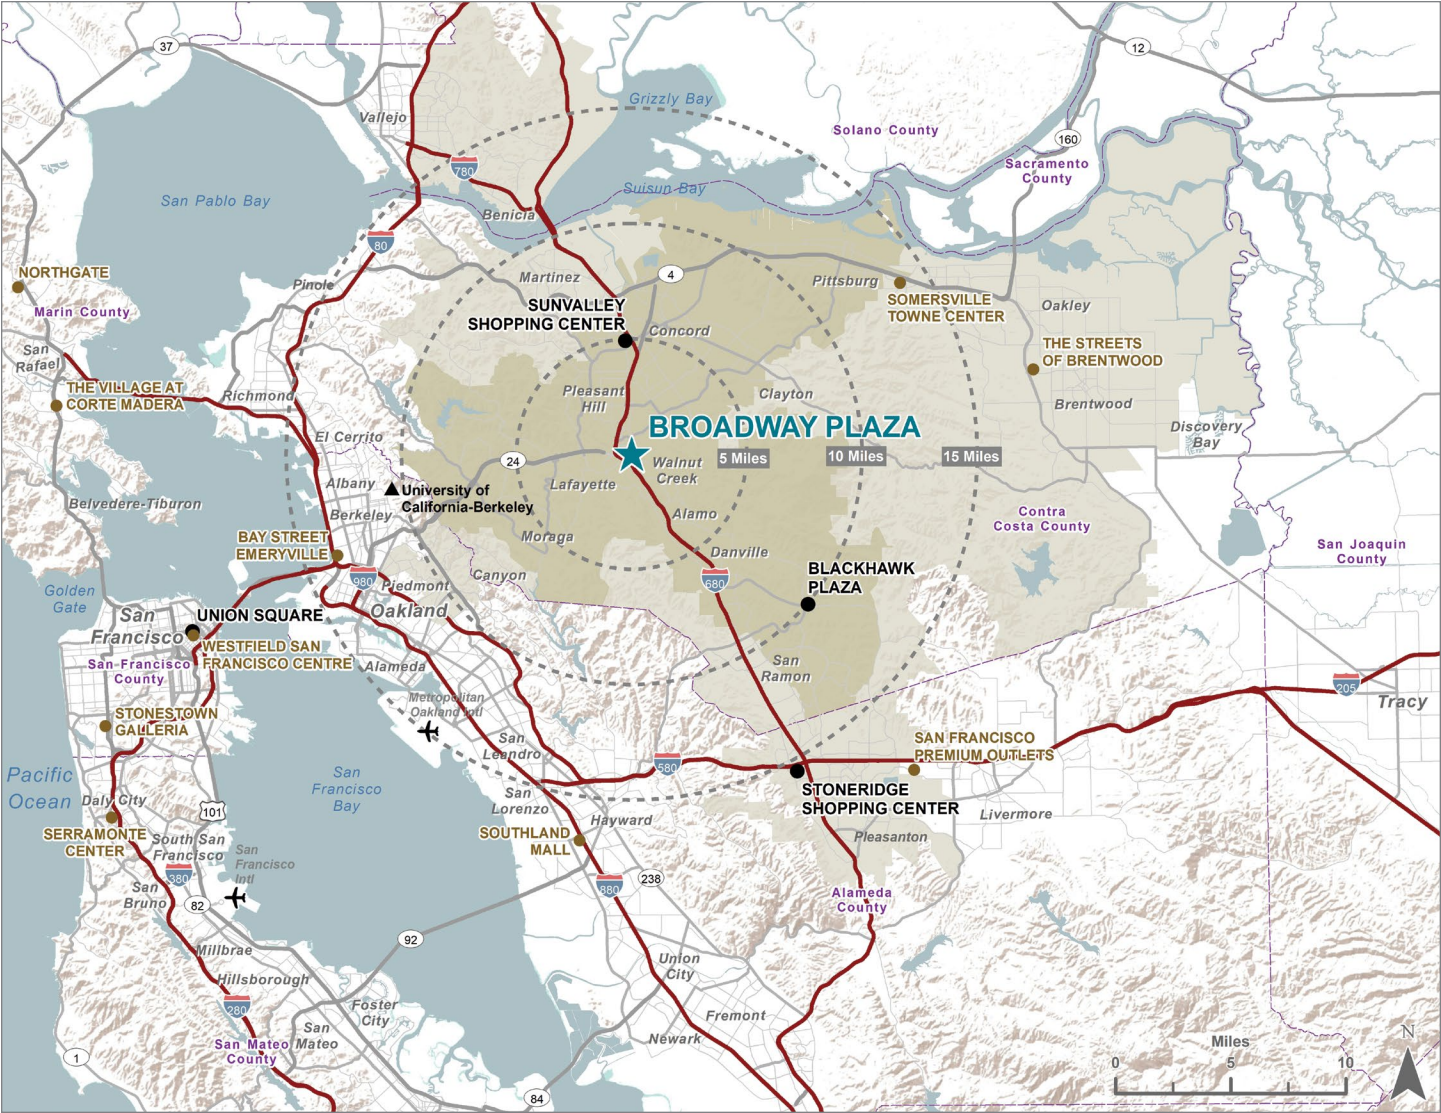 37
12
Grizzly Bay
Vallejo
Solano County
160
780
Sacramento
County
Suisun Bay
San Pablo Bay
Benicia
80
NORTHGATE
Martinez
4
Pittsburg
Pinole
SUNVALLEY
SHOPPING CENTER
SOMERSVILLE
TOWNE CENTER
Oakley
Marin County
Concord
THE STREETS
OF BRENTWOOD
San
Rafael
THE VILLAGE AT
CORTE MADERA
Richmond
Pleasant
Hill
Clayton
Brentwood
El Cerrito
BROADWAY PLAZA
Discovery
Bay
24
5 Miles
10 Miles
15 Miles
Walnut
Creek
Albany
Lafayette
University of
California-Berkeley
Belvedere-Tiburon
Berkeley
Alamo
Contra
Costa County
BAY STREET
EMERYVILLE
Moraga
Danville
San Joaquin
County
Golden
Gate
980
Piedmont
Canyon
680
BLACKHAWK
PLAZA
San
Francisco
UNION SQUARE
Oakland
WESTFIELD SAN
FRANCISCO CENTRE
San Francisco
County
Alameda
San
Ramon
205
Tracy
Metropolitan
Oakland Intl
STONESTOWN
GALLERIA
San
Leandro
SAN FRANCISCO
PREMIUM OUTLETS
580
Pacific
Ocean
San
Francisco
Bay
STONERIDGE
SHOPPING CENTER
San
Lorenzo
Daly City
101
Livermore
Hayward
SERRAMONTE
CENTER
South San
Francisco
SOUTHLAND
MALL
Pleasanton
San
Francisco
Intl
380
238
880
San
Bruno
82
Alameda
County
92
Millbrae
Union
City
Hillsborough
280
Foster
City
Fremont
San
Mateo
Newark
San Mateo
County
1
84
Miles
0
5
10
N